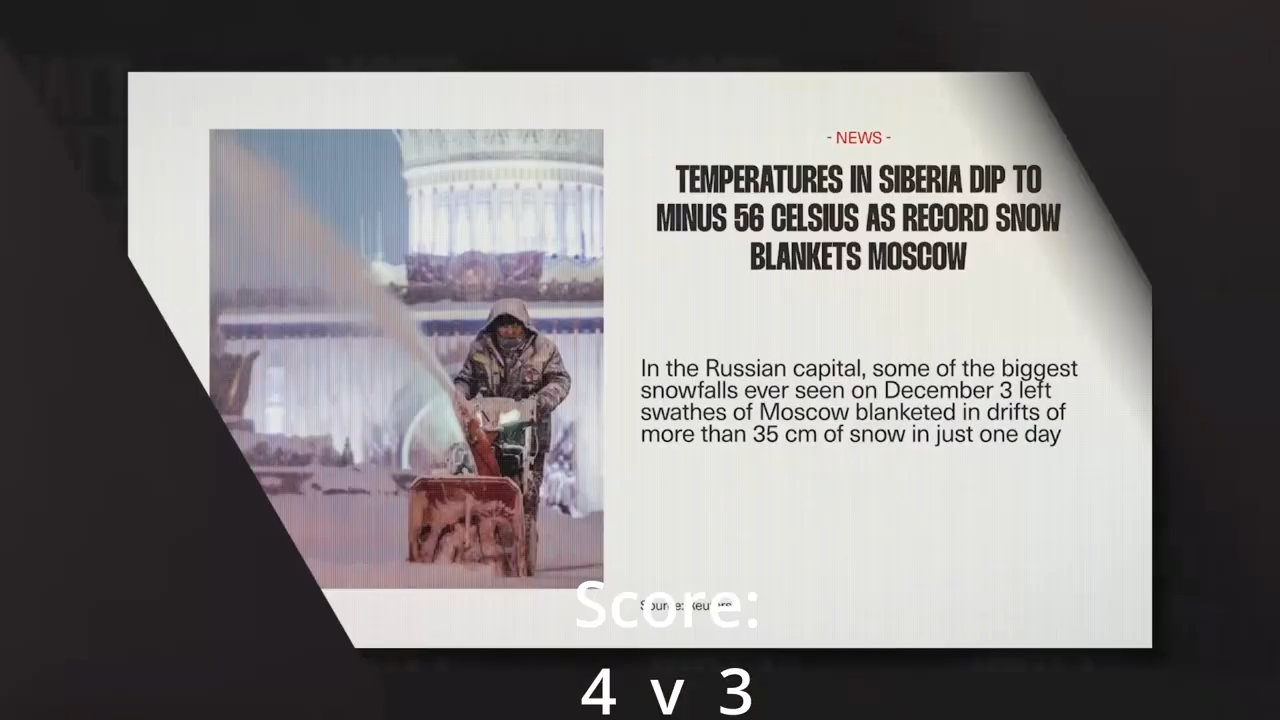 - NEWS -
TEMPERATURES IN SIBERIA DIP TO
MINUS 56 CELSIUS AS RECORD SNOW
BLANKETS MOSCOW
In the Russian capital, some of the biggest
snowfalls ever seen on December 3 left
swathes of Moscow blanketed in drifts of
more than 35 cm of snow in just one day
Source: Reuters
Score:
4 v 3